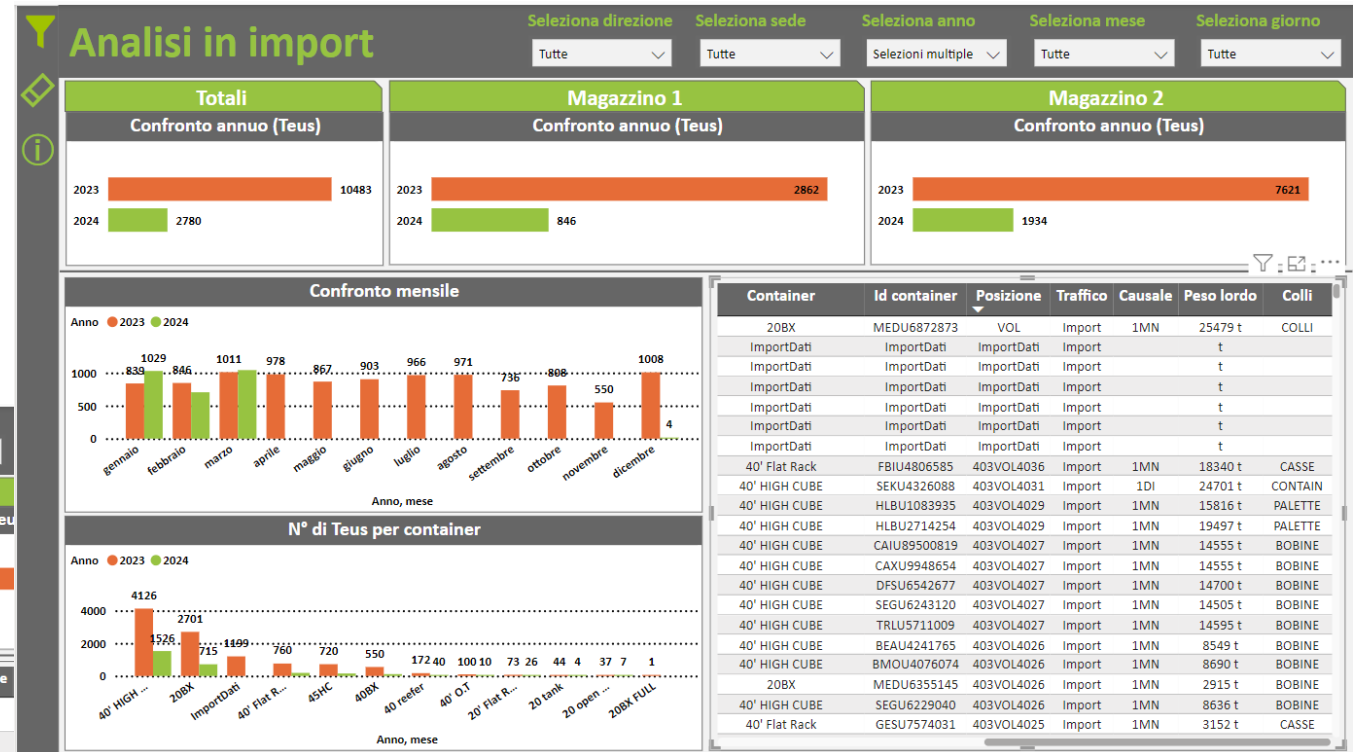 Analisi in import
Seleziona direzione
Tutte
Seleziona sede
Tutte
Seleziona anno
Selezioni multiple
Seleziona mese
Tutte
Seleziona giorno
Tutte
Totali
Confronto annuo (Teus)
2023 10483
2024 2780
Magazzino 1
Confronto annuo (Teus)
2023 2862
2024 846
Magazzino 2
Confronto annuo (Teus)
2023 7621
2024 1934
Confronto mensile
Anno 2023 2024
1000
500
0
839 1029 846 1011 978 867 903 966 971 736 808 550 1008 4
gennaio febbraio marzo aprile maggio giugno luglio agosto settembre ottobre novembre dicembre
Anno, mese
N° di Teus per container
Anno 2023 2024
4000
2000
0
4126 1526 2701 715 1199 760 720 550 172 40 100 10 73 26 44 4 37 7 1
40' HIGH ... 20BX ImportDati 40' Flat R... 45HC 40BX 40 reefer 40' O.T 20' Flat R... 20 tank 20 open ... 20BX FULL
Anno, mese
Container Id container Posizione Traffico Causale Peso lordo Colli
20BX MEDU6872873 VOL Import 1MN 25479 t COLLI
ImportDati ImportDati ImportDati Import t
ImportDati ImportDati ImportDati Import t
ImportDati ImportDati ImportDati Import t
ImportDati ImportDati ImportDati Import t
ImportDati ImportDati ImportDati Import t
ImportDati ImportDati ImportDati Import t
40' Flat Rack FBIU4806585 403VOL4036 Import 1MN 18340 t CASSE
40' HIGH CUBE SEKU4326088 403VOL4031 Import 1DI 24701 t CONTAIN
40' HIGH CUBE HLBU1083935 403VOL4029 Import 1MN 15816 t PALETTE
40' HIGH CUBE HLBU2714254 403VOL4029 Import 1MN 19497 t PALETTE
40' HIGH CUBE CAIU89500819 403VOL4027 Import 1MN 14555 t BOBINE
40' HIGH CUBE CAXU9948654 403VOL4027 Import 1MN 14555 t BOBINE
40' HIGH CUBE DFSU6542677 403VOL4027 Import 1MN 14700 t BOBINE
40' HIGH CUBE SEGU6243120 403VOL4027 Import 1MN 14505 t BOBINE
40' HIGH CUBE TRLU5711009 403VOL4027 Import 1MN 14595 t BOBINE
40' HIGH CUBE BEAU4241765 403VOL4026 Import 1MN 8549 t BOBINE
40' HIGH CUBE BMOU4076074 403VOL4026 Import 1MN 8690 t BOBINE
20BX MEDU6355145 403VOL4026 Import 1MN 2915 t BOBINE
40' HIGH CUBE SEGU6229040 403VOL4026 Import 1MN 8636 t BOBINE
40' Flat Rack GESU7574031 403VOL4025 Import 1MN 3152 t CASSE